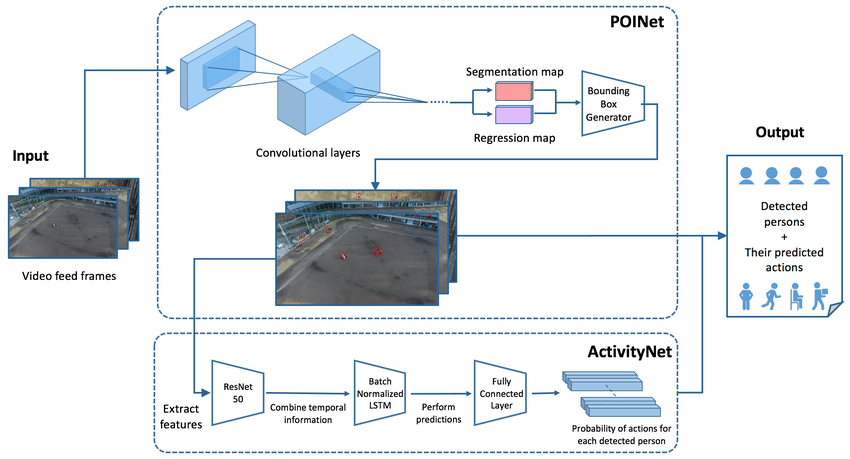 POINet
Segmentation map
Regression map
Bounding
Box
Generator
Convolutional layers
Input
Video feed frames
Output
Detected
persons
+
Their predicted
actions
ActivityNet
Extract
features
ResNet
50
Combine temporal
information
Batch
Normalized
LSTM
Perform
predictions
Fully
Connected
Layer
Probability of actions for
each detected person